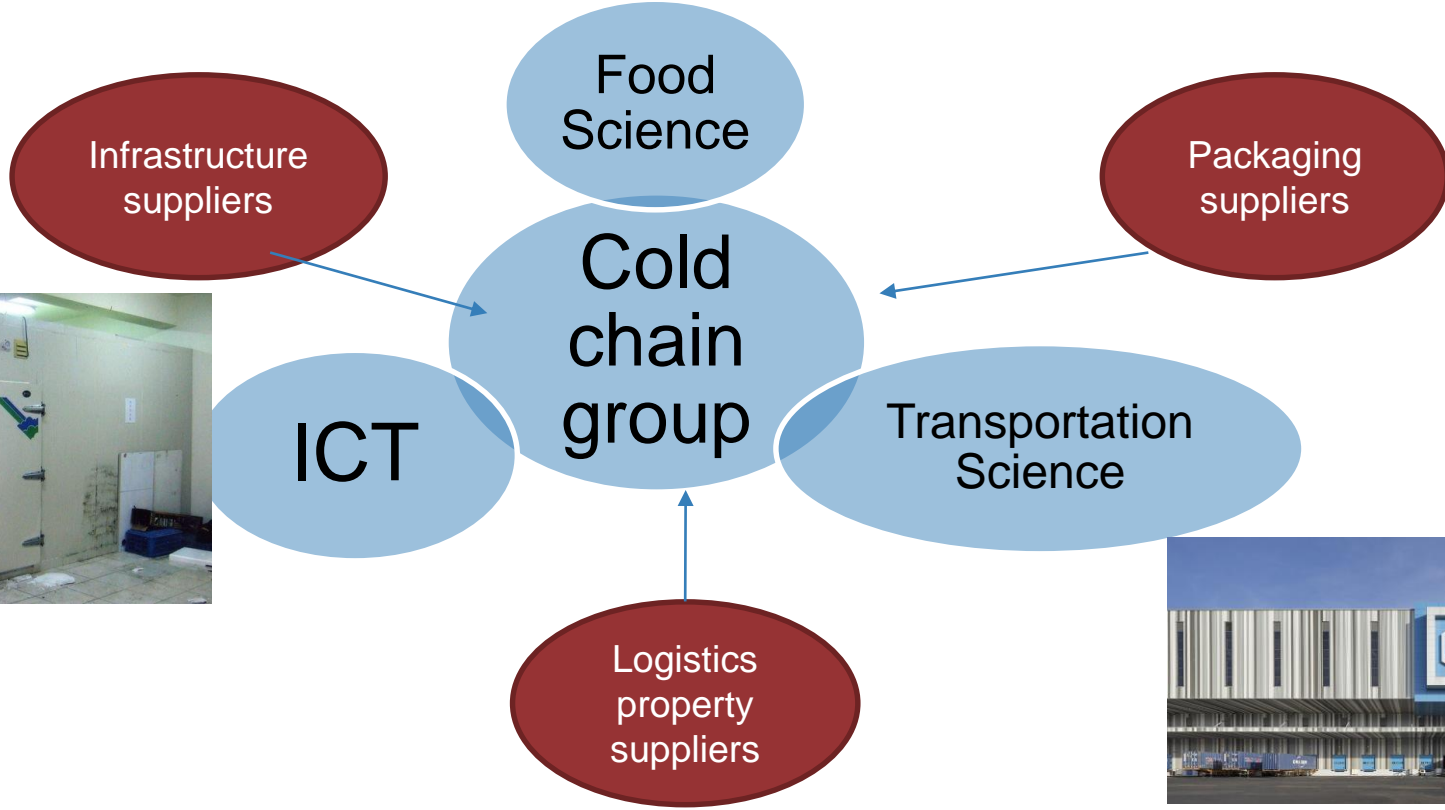 Food
Science
Infrastructure
suppliers
Packaging
suppliers
Cold
chain
group
ICT
Transportation
Science
Logistics
property
suppliers